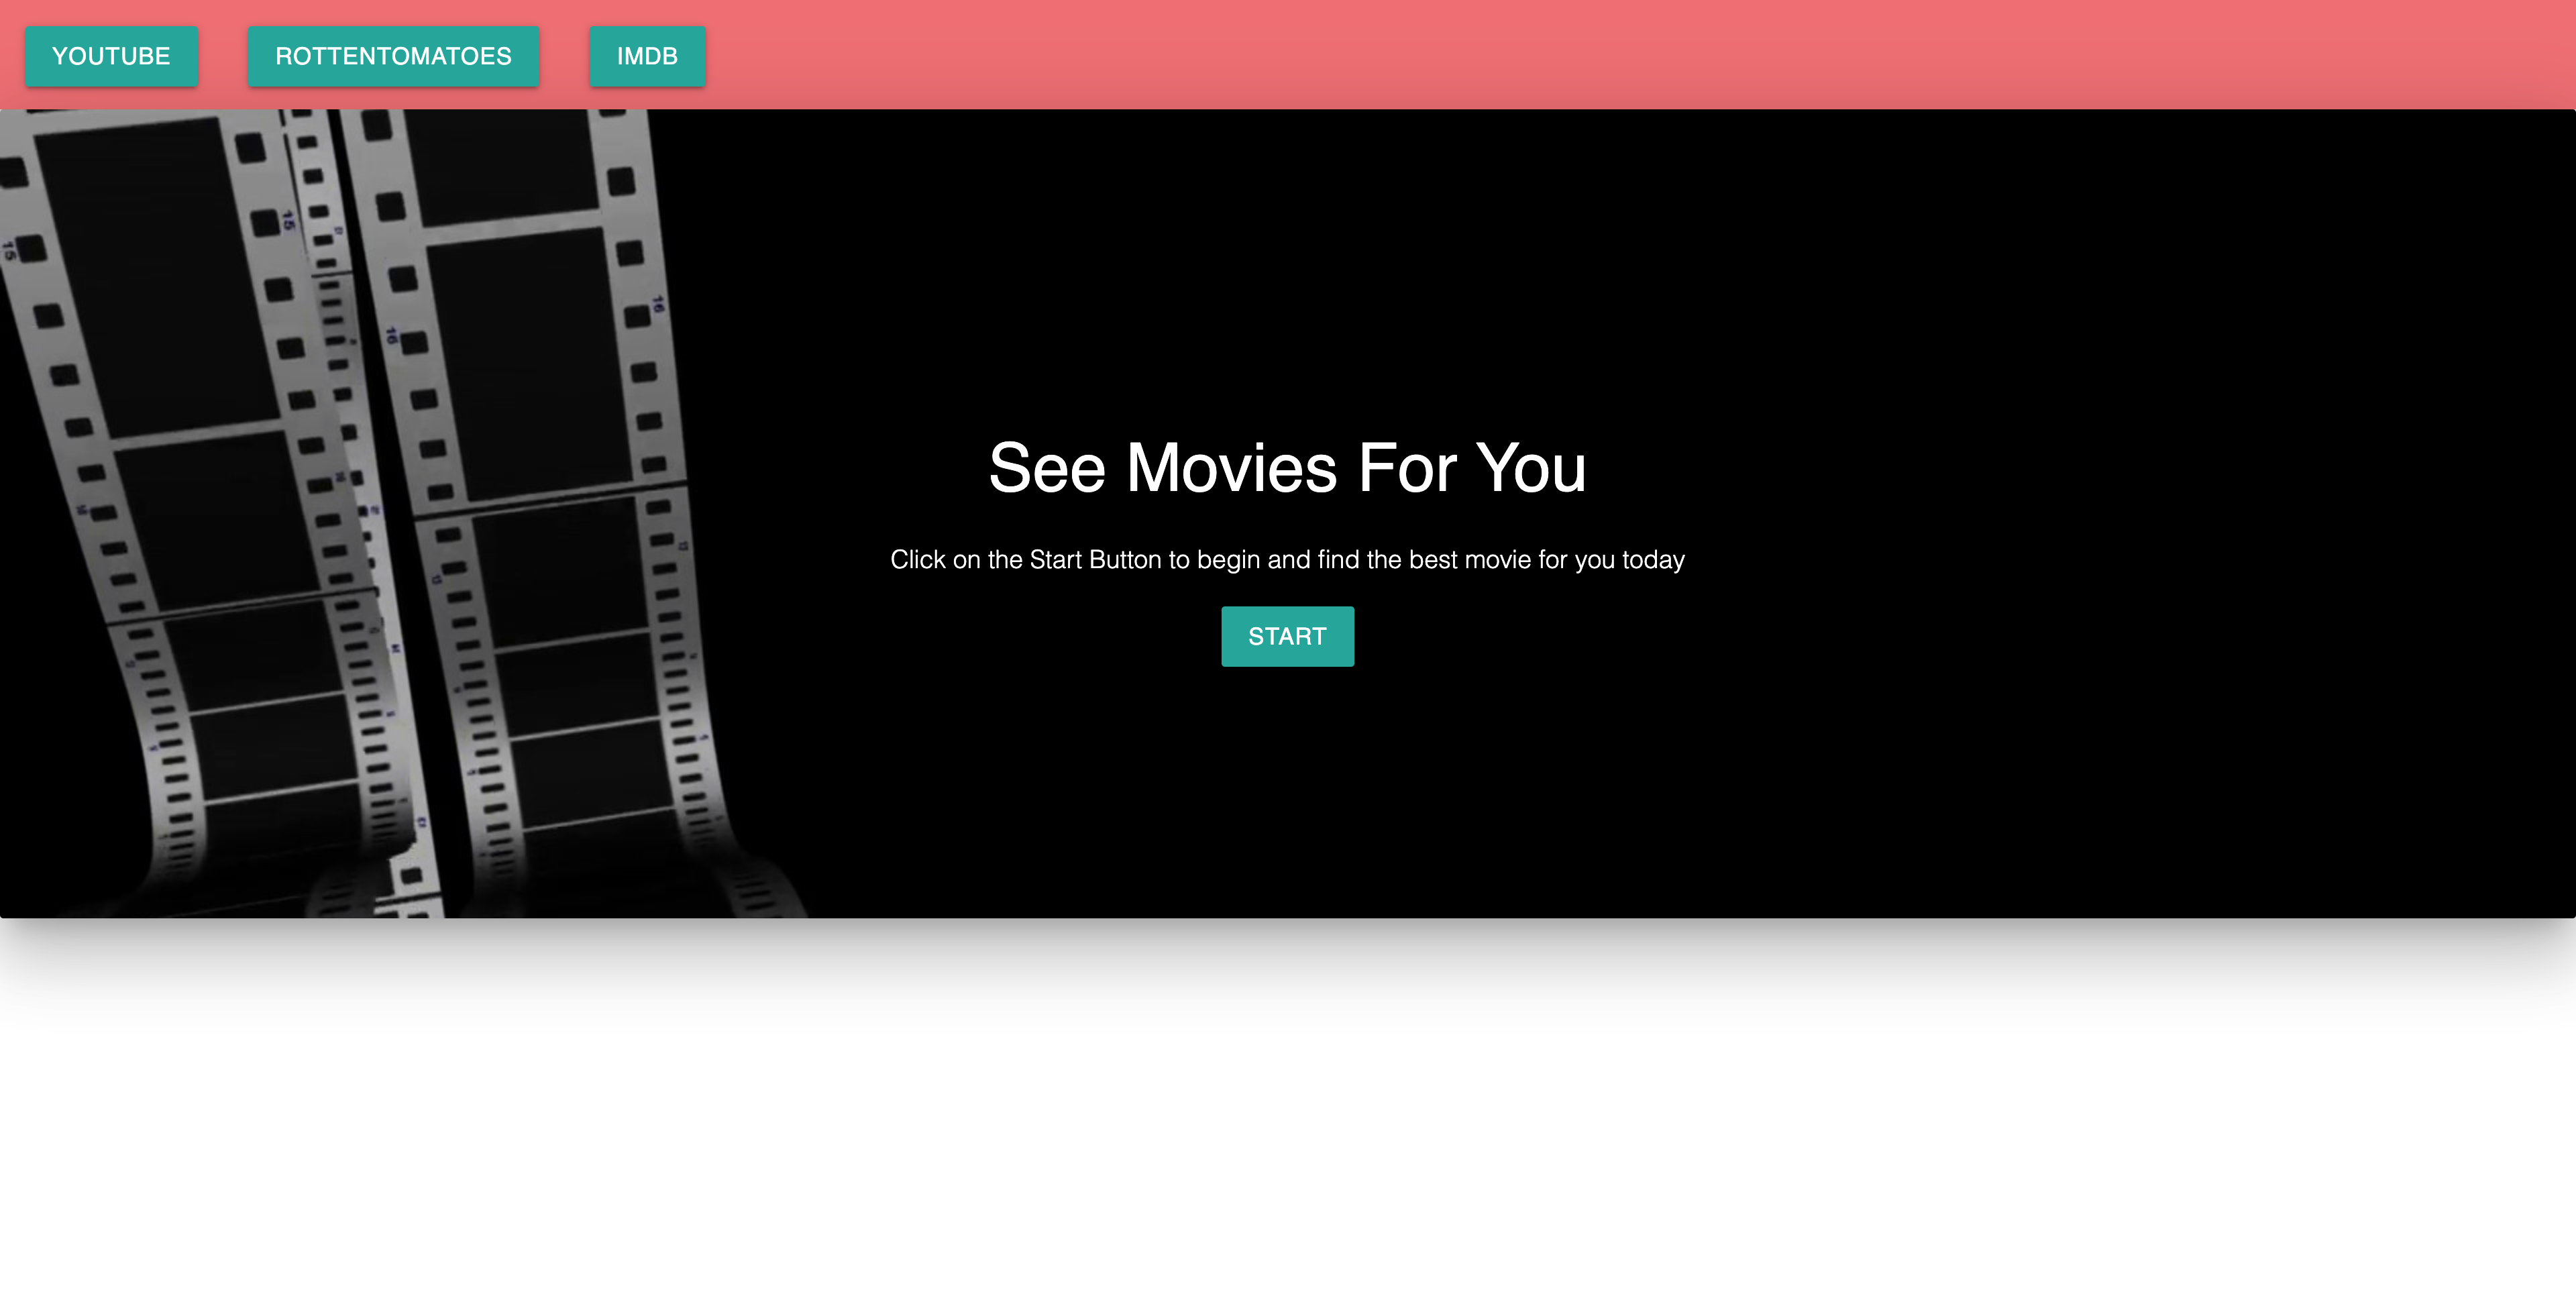 YOUTUBE
ROTTENTOMATOES
IMDB
15
15
16
16
See Movies For You
Click on the Start Button to begin and find the best movie for you today
START